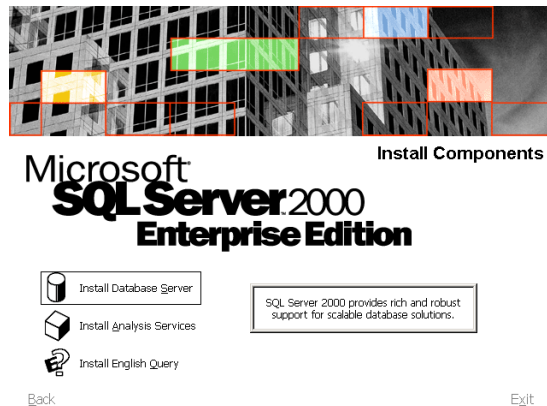 Install Components
Microsoft
SQL Server 2000
Enterprise Edition
Install Database Server
Install Analysis Services
Install English Query
SQL Server 2000 provides rich and robust
support for scalable database solutions.
Back
Exit